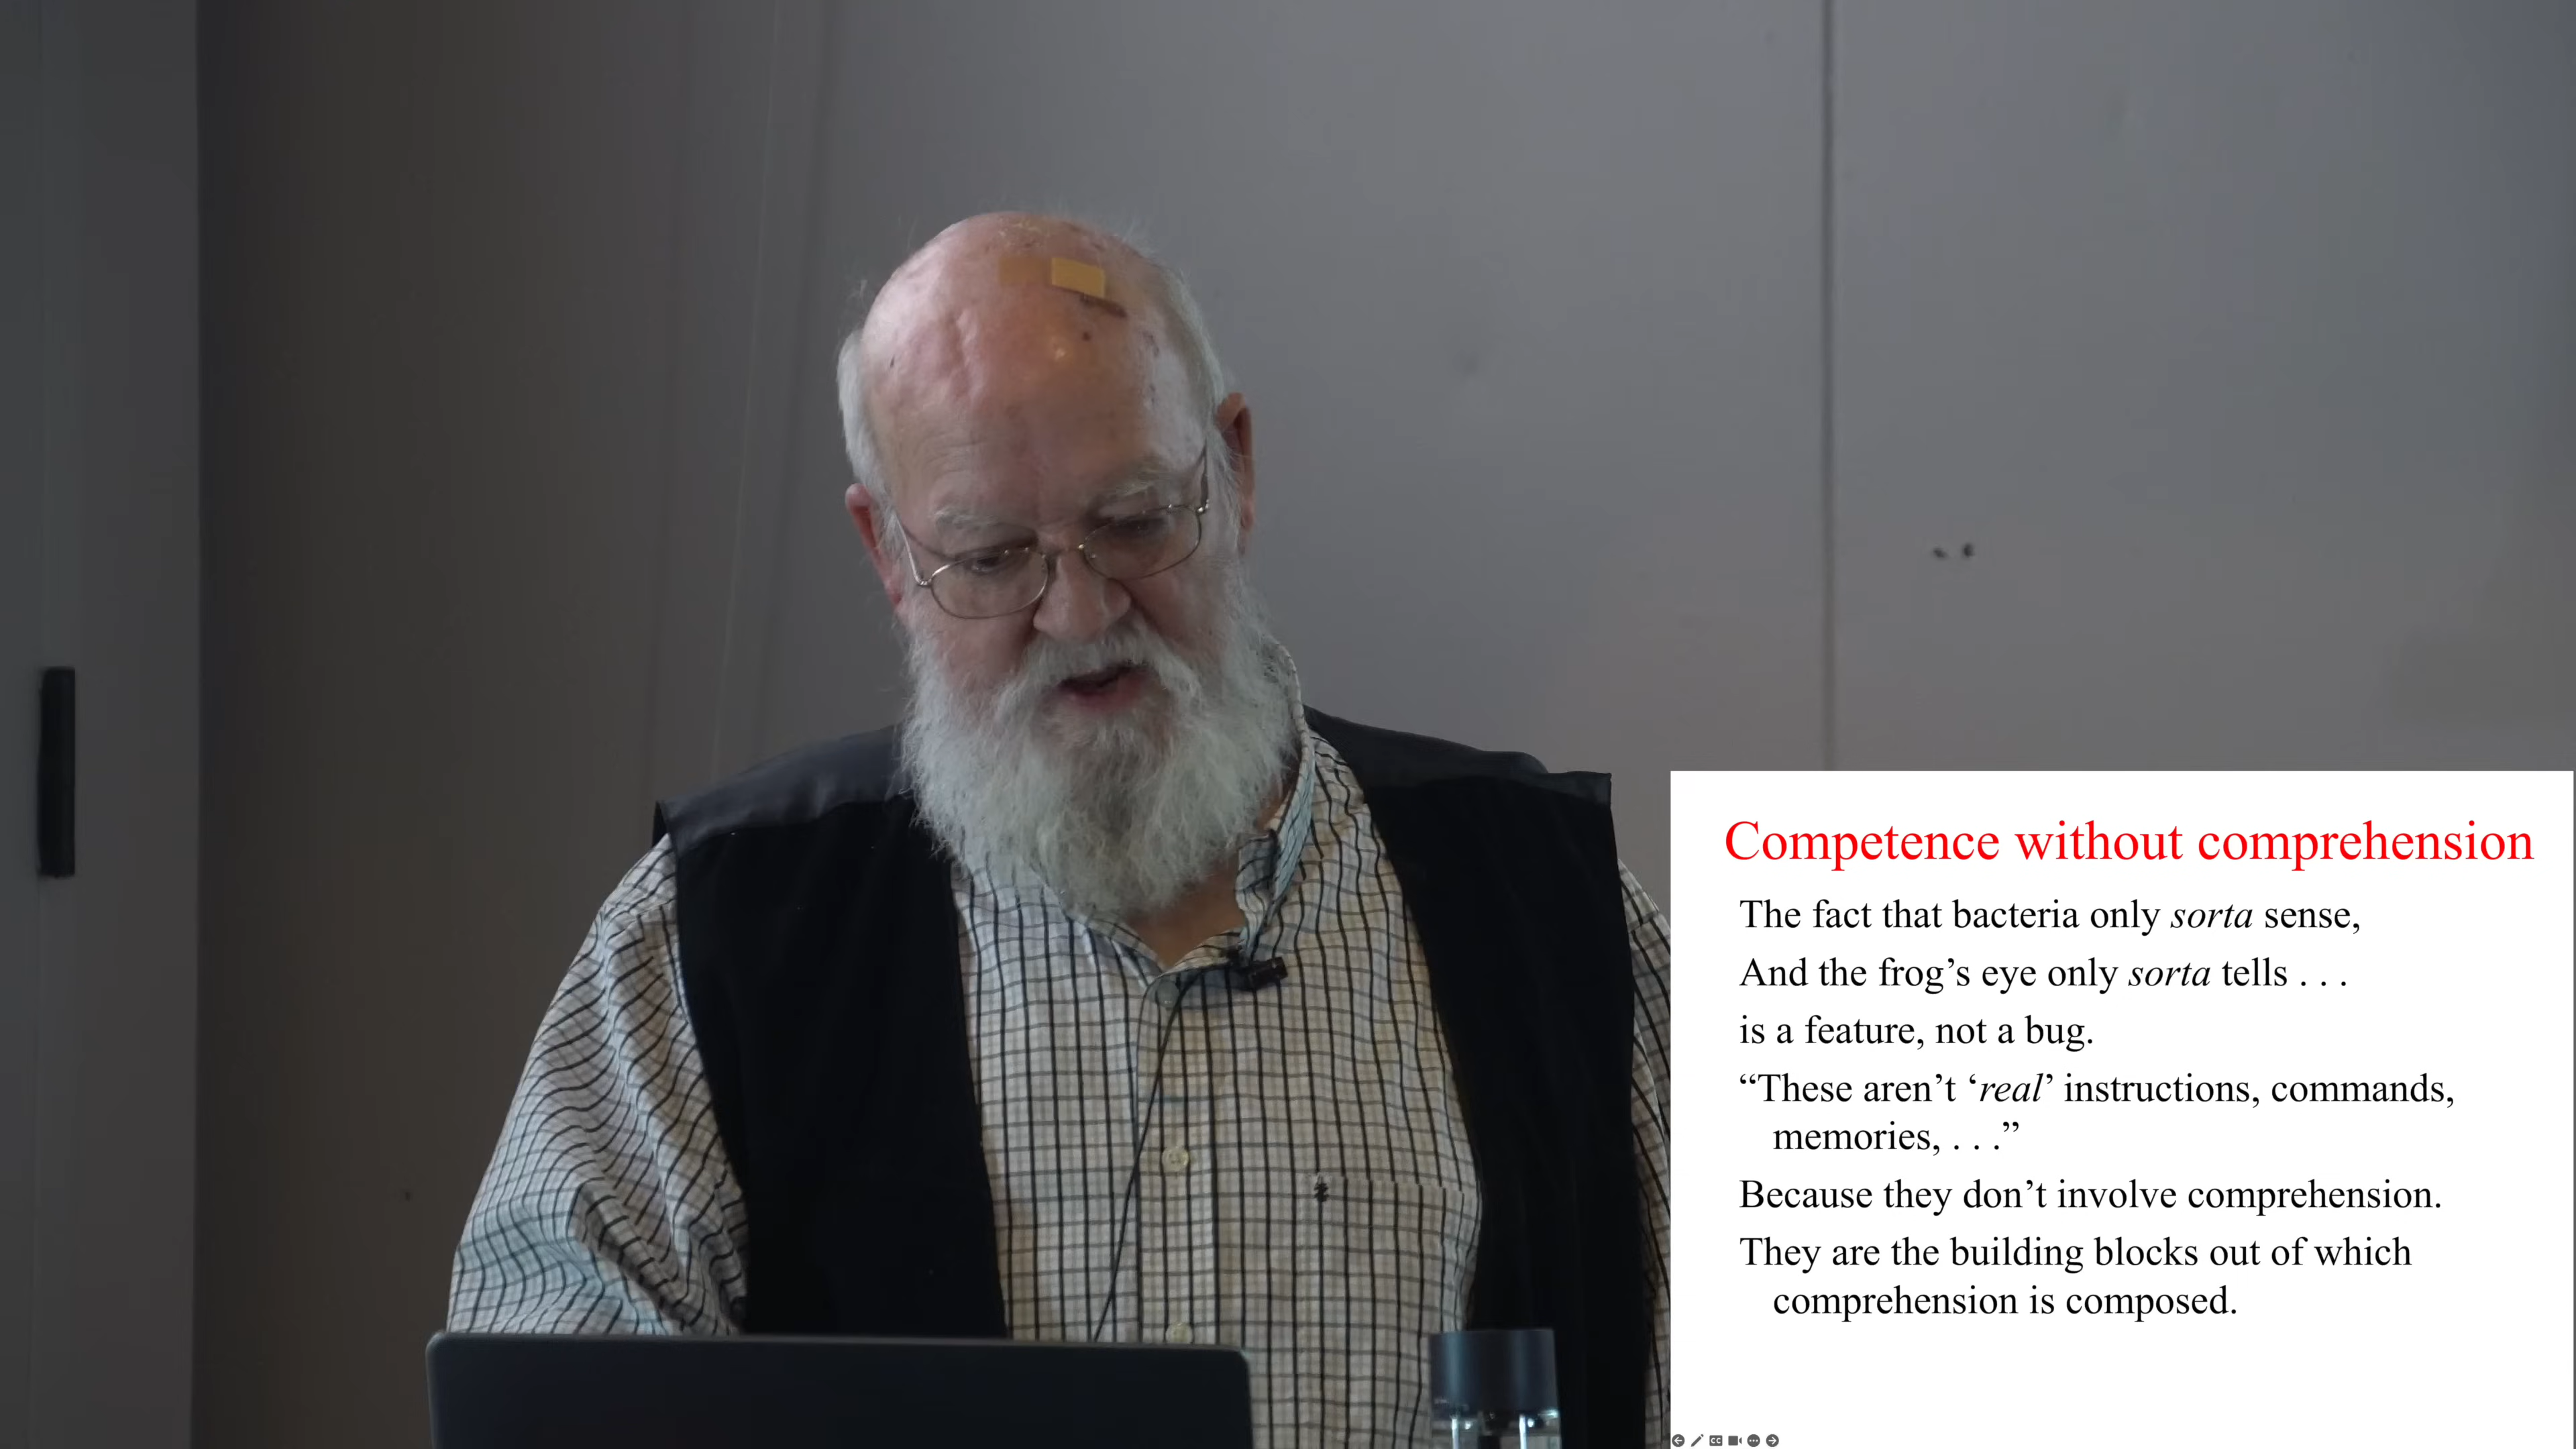 Competence without comprehension
The fact that bacteria only sorta sense,
And the frog’s eye only sorta tells . . .
is a feature, not a bug.
“These aren’t ‘real’ instructions, commands,
memories, . . .”
Because they don’t involve comprehension.
They are the building blocks out of which
comprehension is composed.